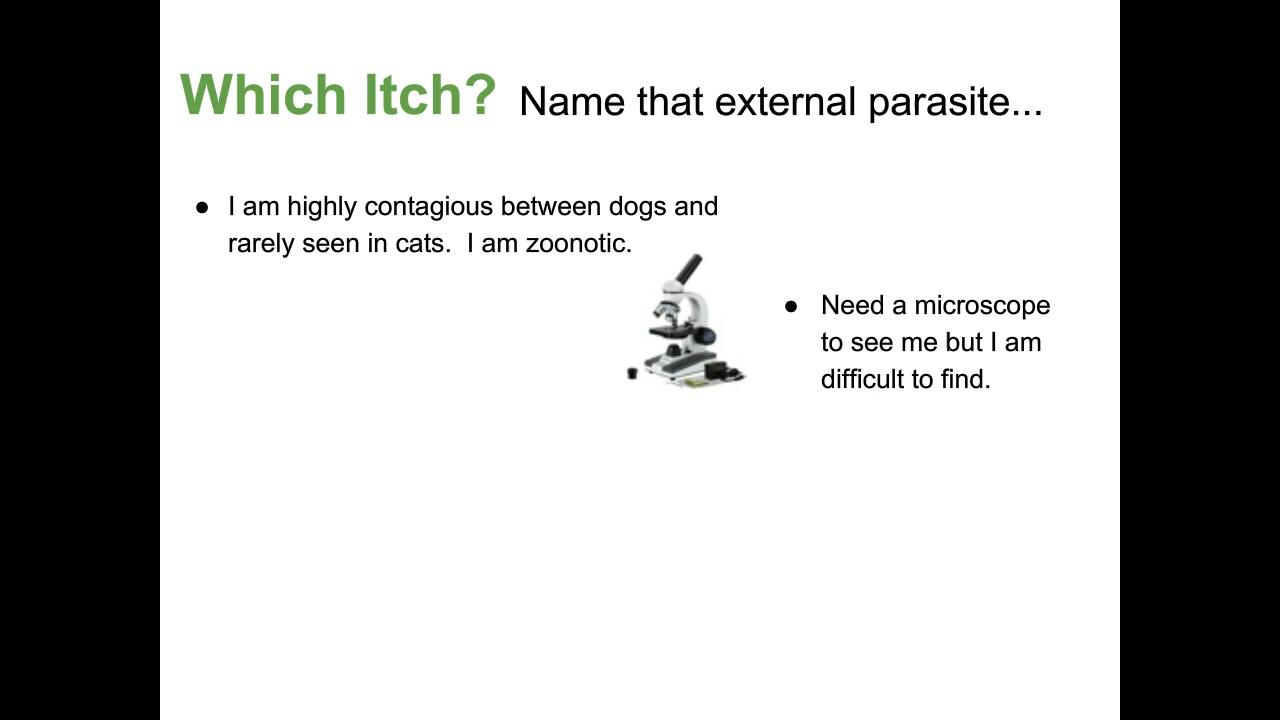 Which Itch? Name that external parasite...
● I am highly contagious between dogs and
rarely seen in cats.  I am zoonotic.
● Need a microscope
to see me but I am
difficult to find.